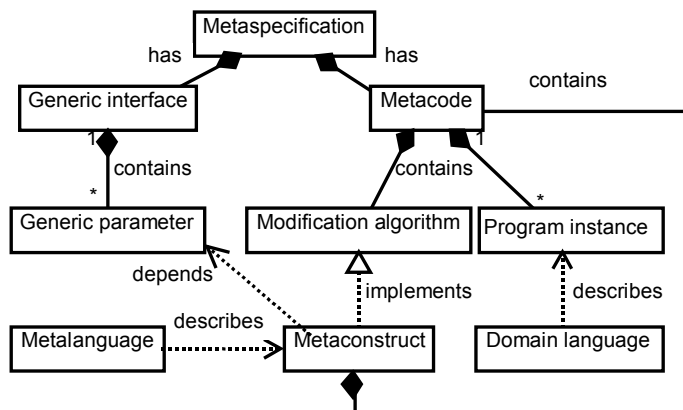 Metaspecification
has
has
Generic interface
Metacode
contains
1
1
contains
contains
*
*
Generic parameter
Modification algorithm
Program instance
depends
implements
describes
describes
Metalanguage
Metaconstruct
Domain language